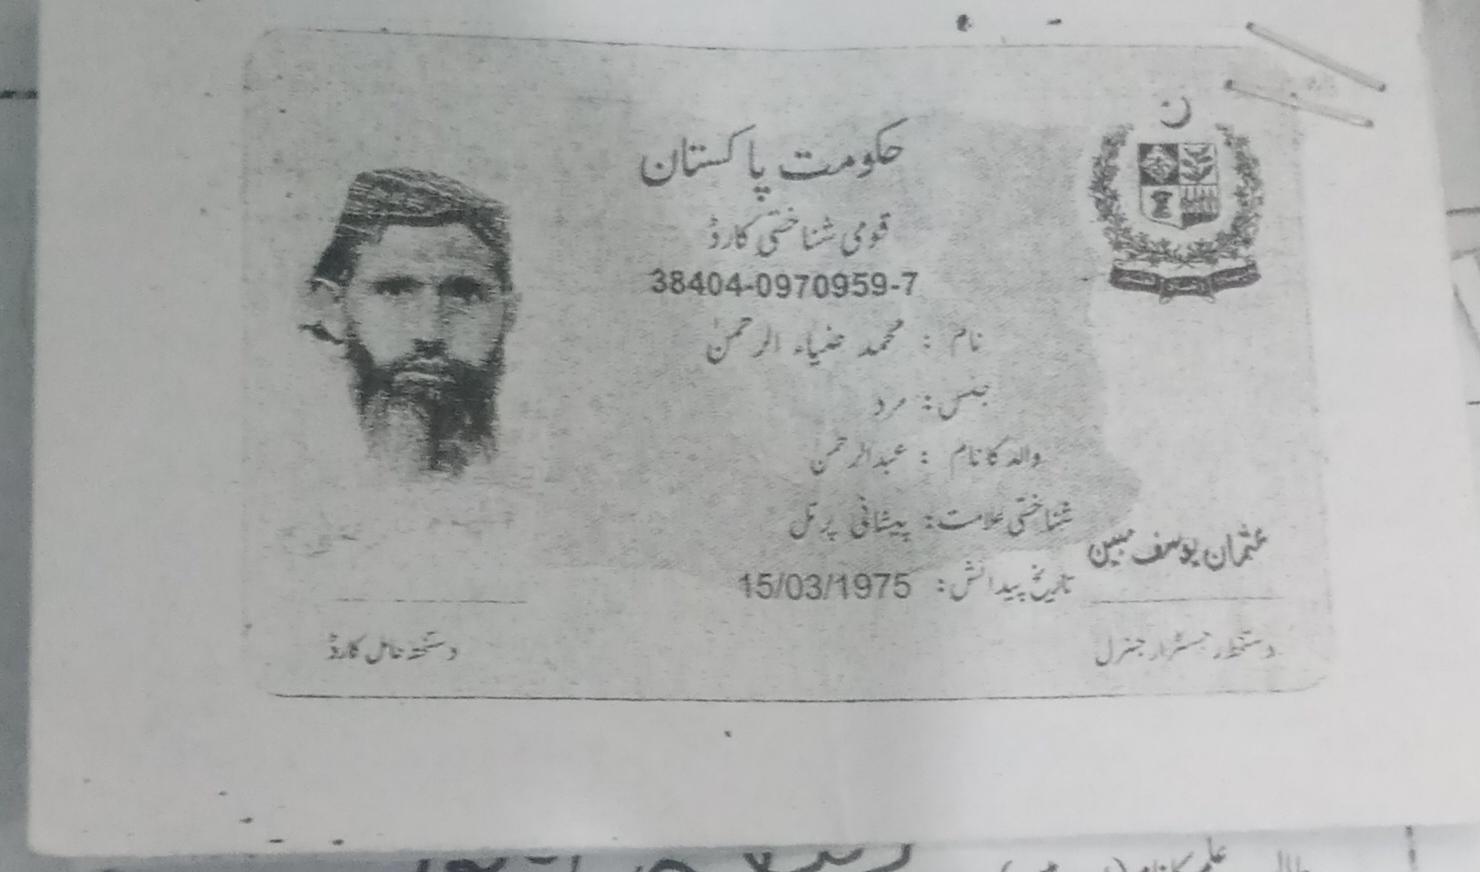 حکومت پاکستان
قومی شناختی کارڈ
38404-0970959-7
نام : محمد ضیاء الرحمنٰ
جنس: مرد
والد کا نام : عبدالرحمن
شناختی علامت: پیشانی پر تل
تاریخ پیدائش: 15/03/1975
عثمان یوسف مبین
دستخط رجسٹرار جنرل
دستخط حامل کارڈ